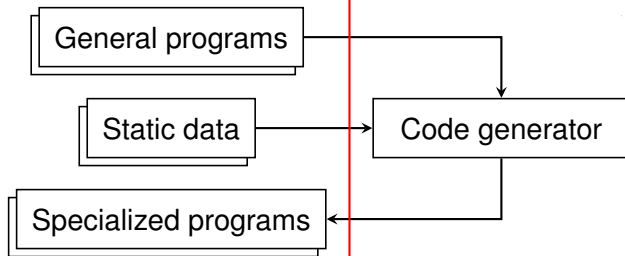 General programs
Static data
Code generator
Specialized programs